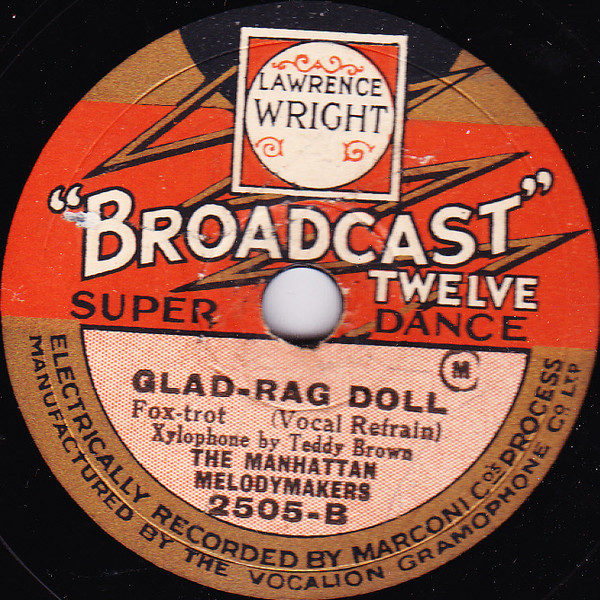 LAWRENCE
WRIGHT
"BROADCAST"
TWELVE
SUPER DANCE
M
GLAD-RAG DOLL
Fox-trot (Vocal Refrain)
Xylophone by Teddy Brown
THE MANHATTAN
MELODYMAKERS
2505-B
ELECTRICALLY RECORDED BY MARCONI Co's PROCESS
MANUFACTURED BY THE VOCALION GRAMOPHONE Co LTD